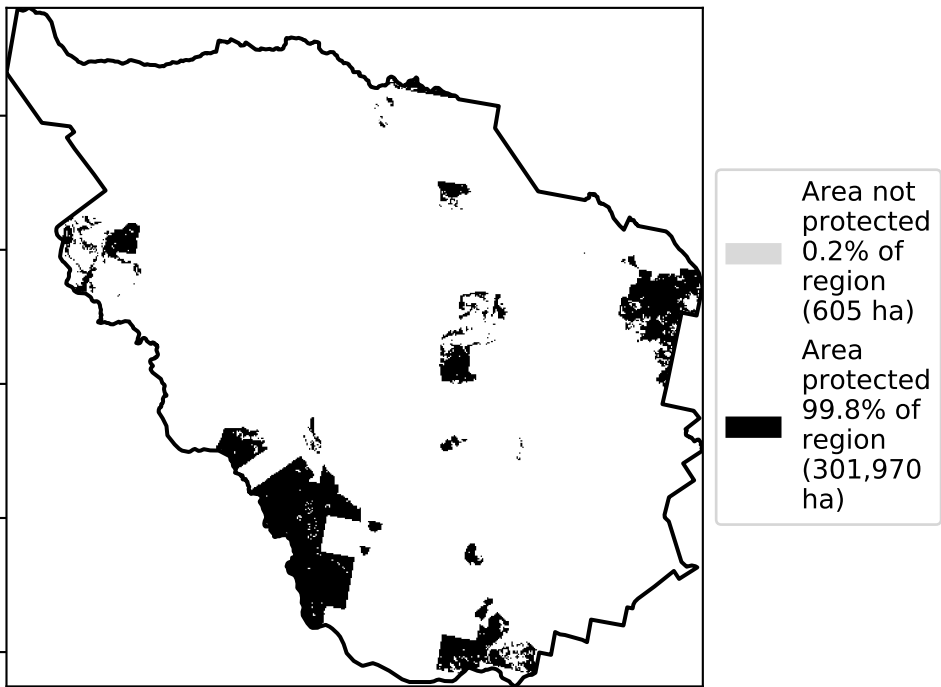 Area not
protected
0.2% of
region
(605 ha)
Area
protected
99.8% of
region
(301,970
ha)